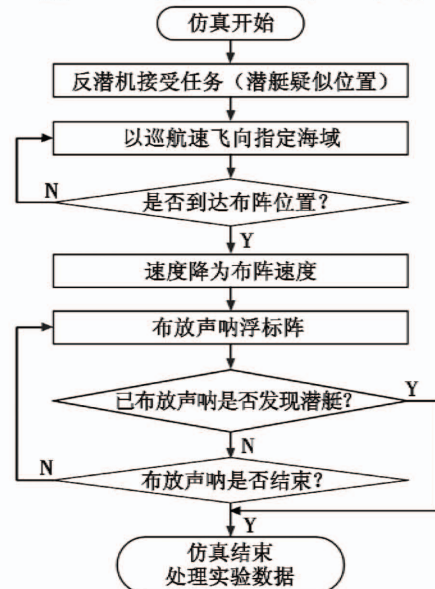 仿真开始
反潜机接受任务（潜艇疑似位置）
以巡航速飞向指定海域
N
是否到达布阵位置？
Y
速度降为布阵速度
布放声呐浮标阵
已布放声呐是否发现潜艇？
Y
N
N
布放声呐是否结束？
Y
仿真结束
处理实验数据